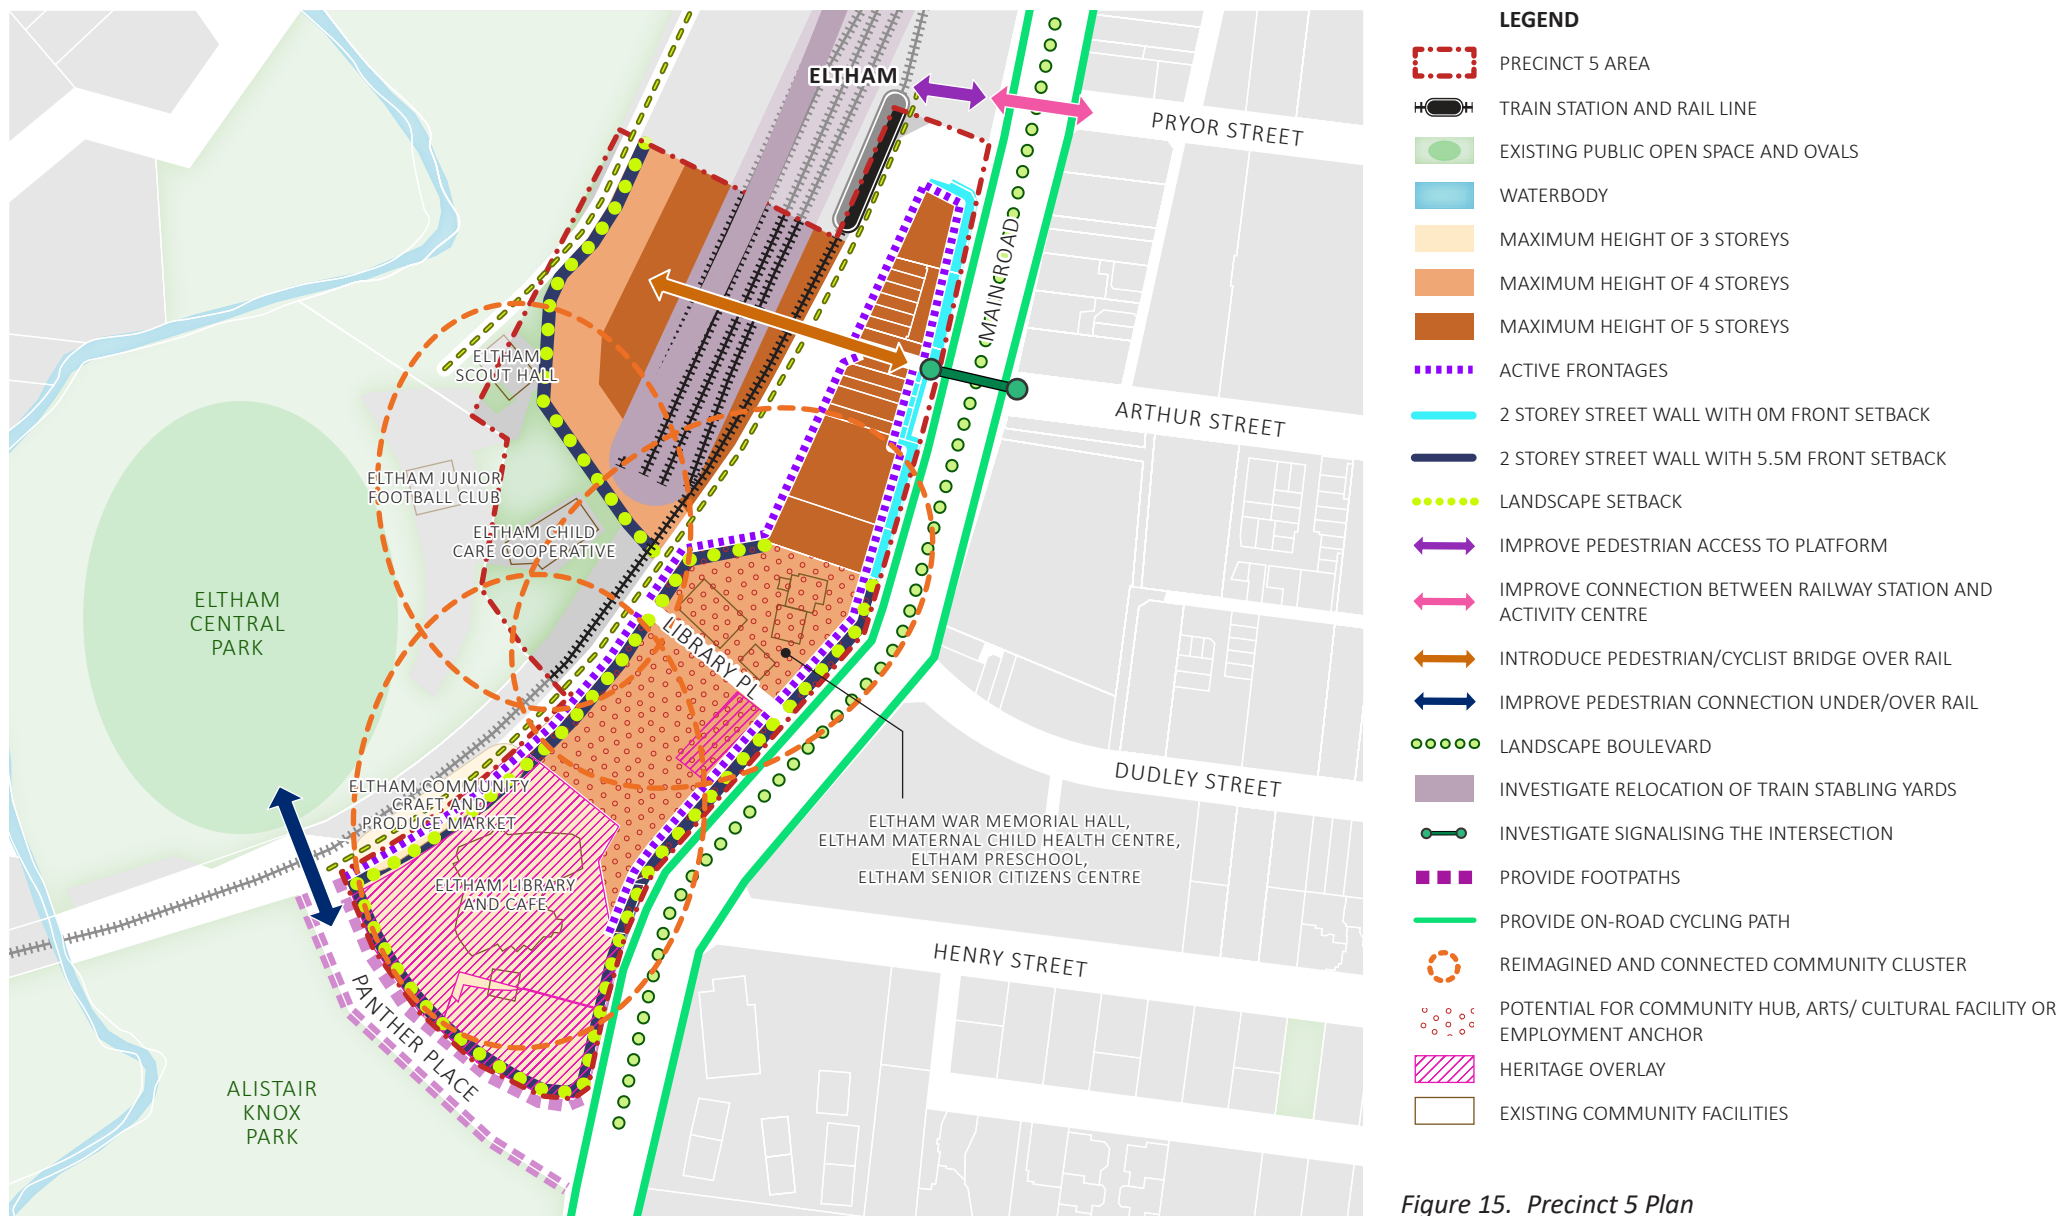 ELTHAM
PRYOR STREET
MAIN ROAD
ELTHAM
SCOUT HALL
ARTHUR STREET
ELTHAM JUNIOR
FOOTBALL CLUB
ELTHAM CHILD
CARE COOPERATIVE
ELTHAM
CENTRAL
PARK
LIBRARY PL
DUDLEY STREET
ELTHAM COMMUNITY
CRAFT AND
PRODUCE MARKET
ELTHAM WAR MEMORIAL HALL,
ELTHAM MATERNAL CHILD HEALTH CENTRE,
ELTHAM PRESCHOOL,
ELTHAM SENIOR CITIZENS CENTRE
ELTHAM LIBRARY
AND CAFE
HENRY STREET
PANTHER PLACE
ALISTAIR
KNOX
PARK
LEGEND
PRECINCT 5 AREA
TRAIN STATION AND RAIL LINE
EXISTING PUBLIC OPEN SPACE AND OVALS
WATERBODY
MAXIMUM HEIGHT OF 3 STOREYS
MAXIMUM HEIGHT OF 4 STOREYS
MAXIMUM HEIGHT OF 5 STOREYS
ACTIVE FRONTAGES
2 STOREY STREET WALL WITH 0M FRONT SETBACK
2 STOREY STREET WALL WITH 5.5M FRONT SETBACK
LANDSCAPE SETBACK
IMPROVE PEDESTRIAN ACCESS TO PLATFORM
IMPROVE CONNECTION BETWEEN RAILWAY STATION AND
ACTIVITY CENTRE
INTRODUCE PEDESTRIAN/CYCLIST BRIDGE OVER RAIL
IMPROVE PEDESTRIAN CONNECTION UNDER/OVER RAIL
LANDSCAPE BOULEVARD
INVESTIGATE RELOCATION OF TRAIN STABLING YARDS
INVESTIGATE SIGNALISING THE INTERSECTION
PROVIDE FOOTPATHS
PROVIDE ON-ROAD CYCLING PATH
REIMAGINED AND CONNECTED COMMUNITY CLUSTER
POTENTIAL FOR COMMUNITY HUB, ARTS/ CULTURAL FACILITY OR
EMPLOYMENT ANCHOR
HERITAGE OVERLAY
EXISTING COMMUNITY FACILITIES
Figure 15. Precinct 5 Plan